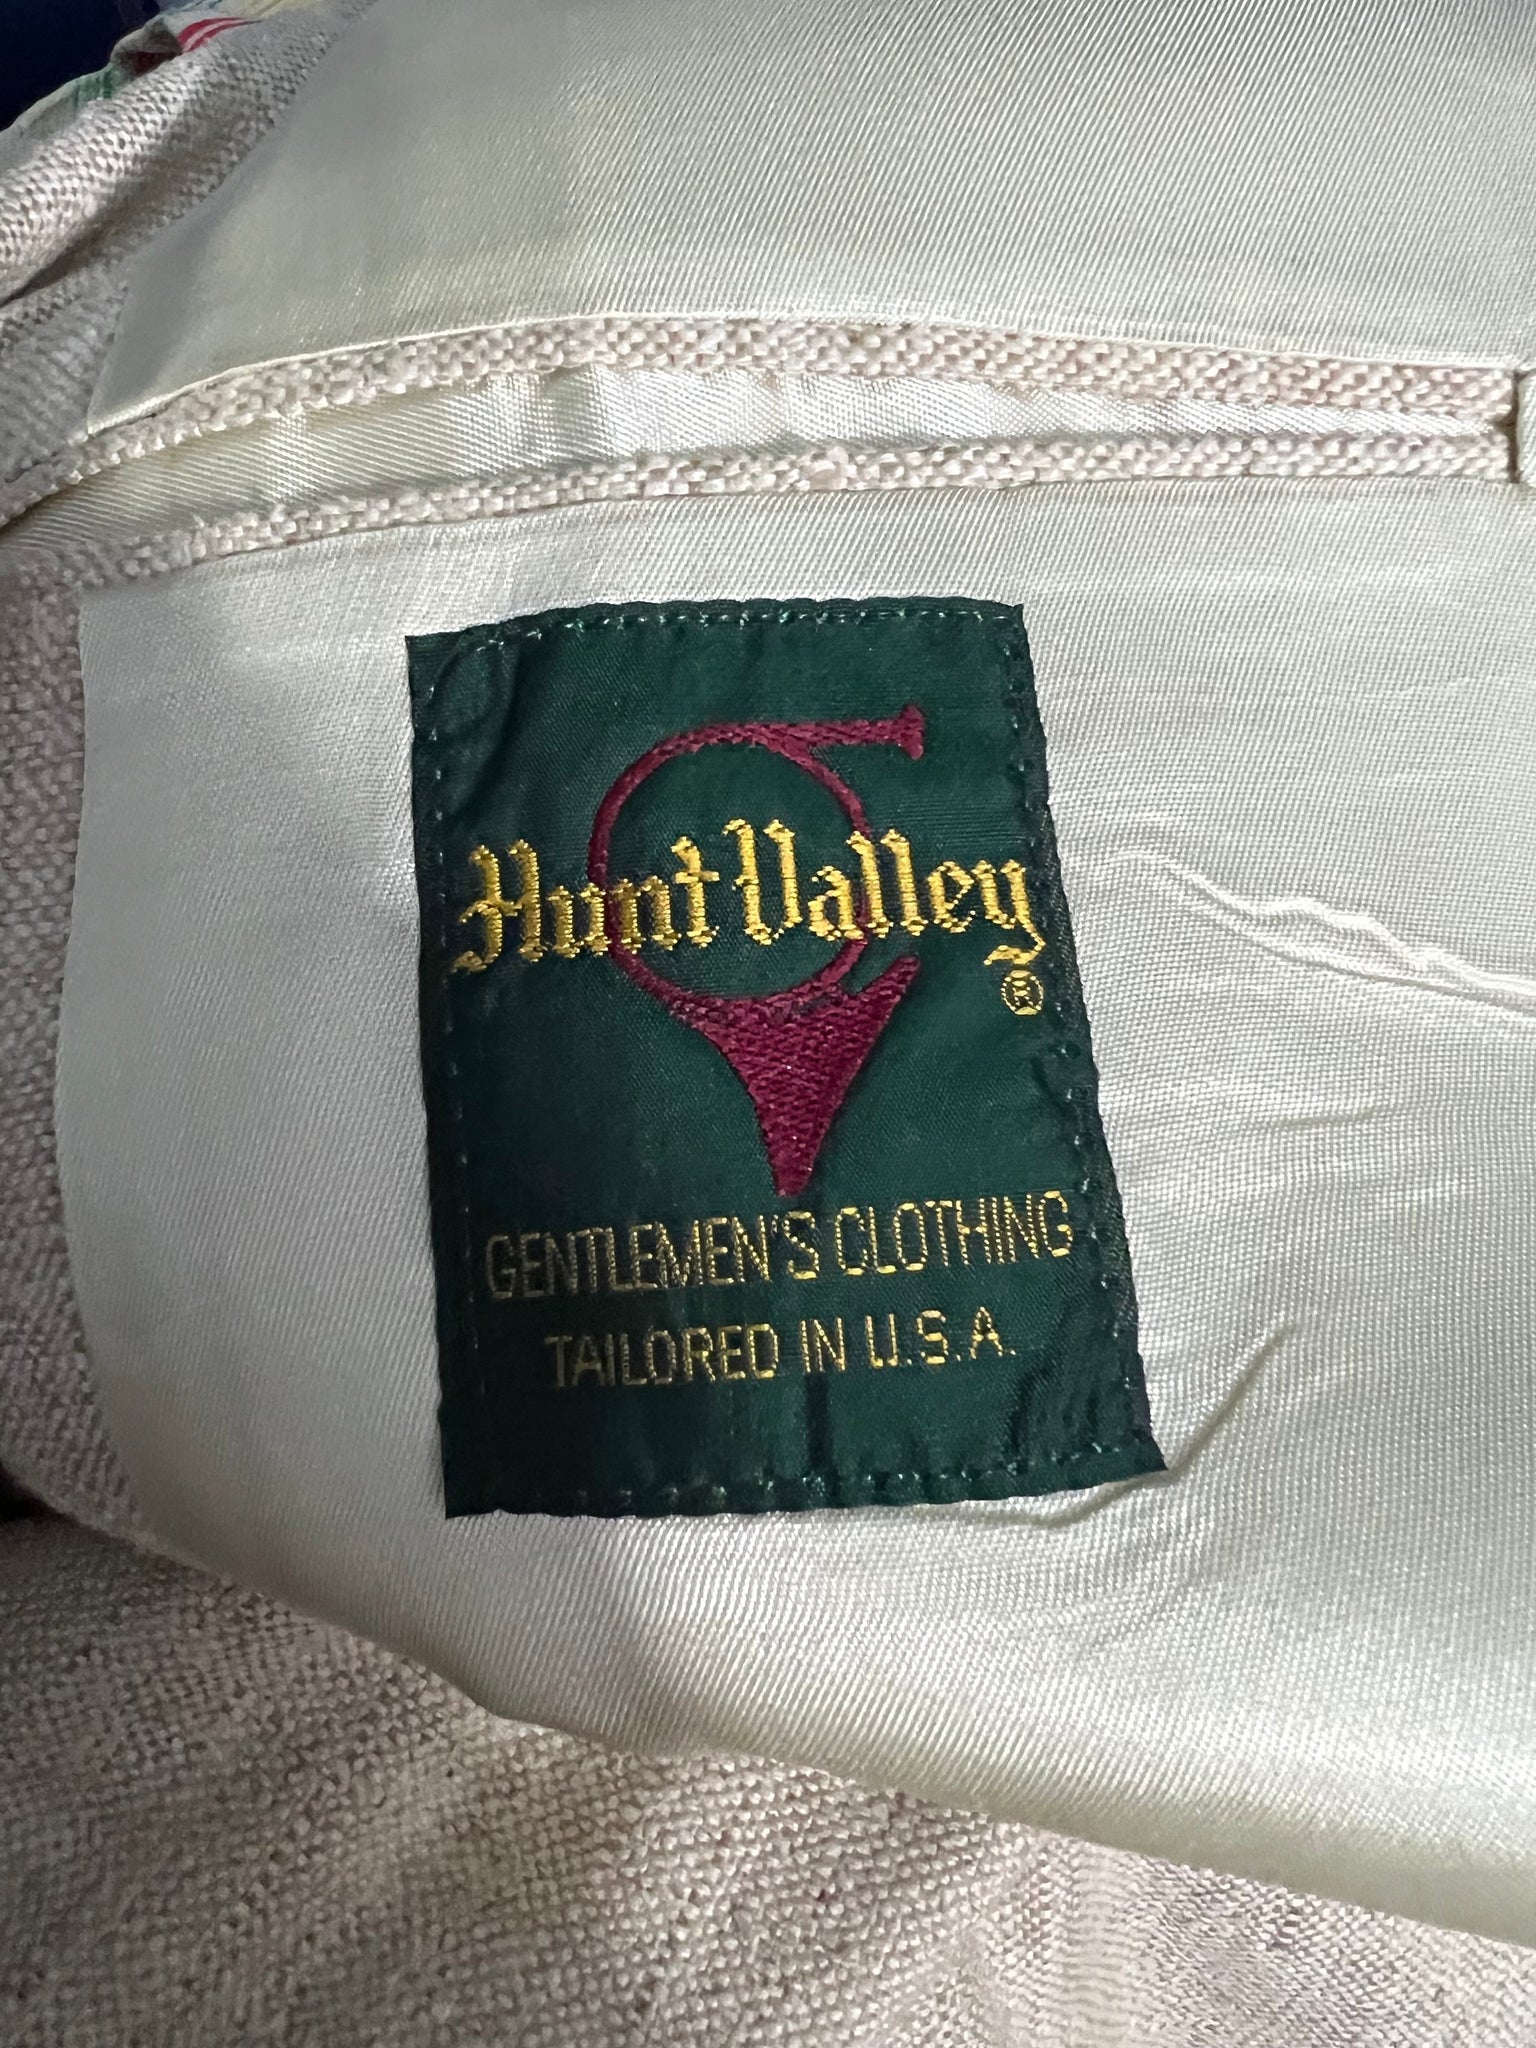 Hunt Valley
®
GENTLEMEN'S CLOTHING
TAILORED IN U.S.A.